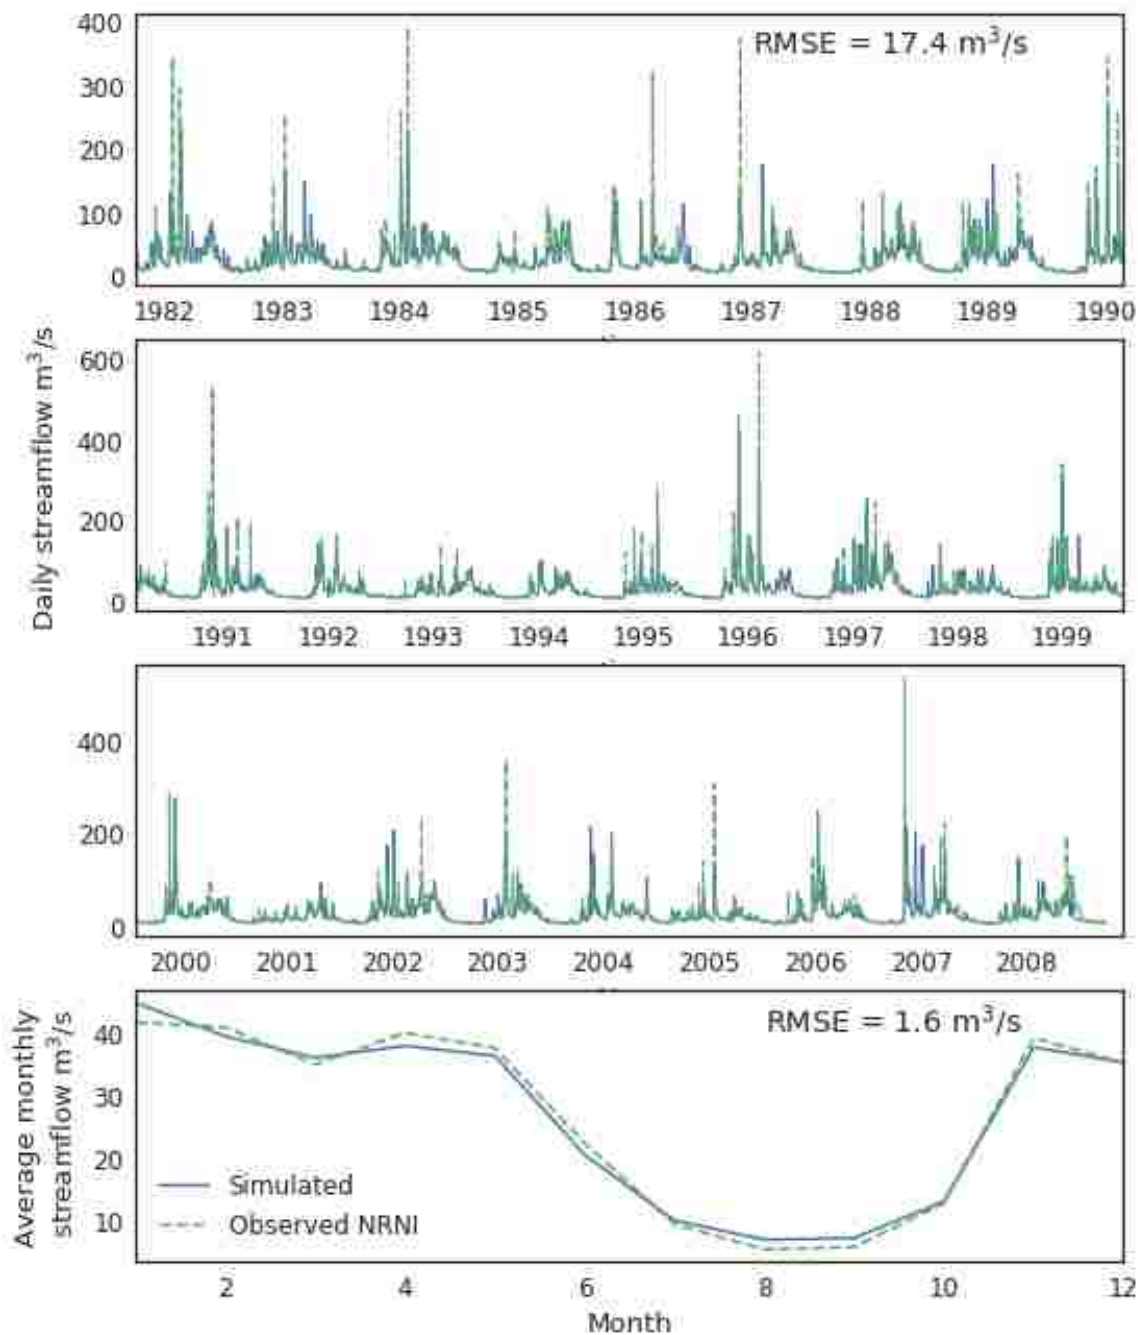 400
RMSE = 17.4 m³/s
300
200
100
0
1982 1983 1984 1985 1986 1987 1988 1989 1990
Daily streamflow m³/s
600
400
200
0
1991 1992 1993 1994 1995 1996 1997 1998 1999
400
200
0
2000 2001 2002 2003 2004 2005 2006 2007 2008
Average monthly
streamflow m³/s
RMSE = 1.6 m³/s
40
30
20
10
Simulated
Observed NRNI
2 4 6 8 10 12
Month